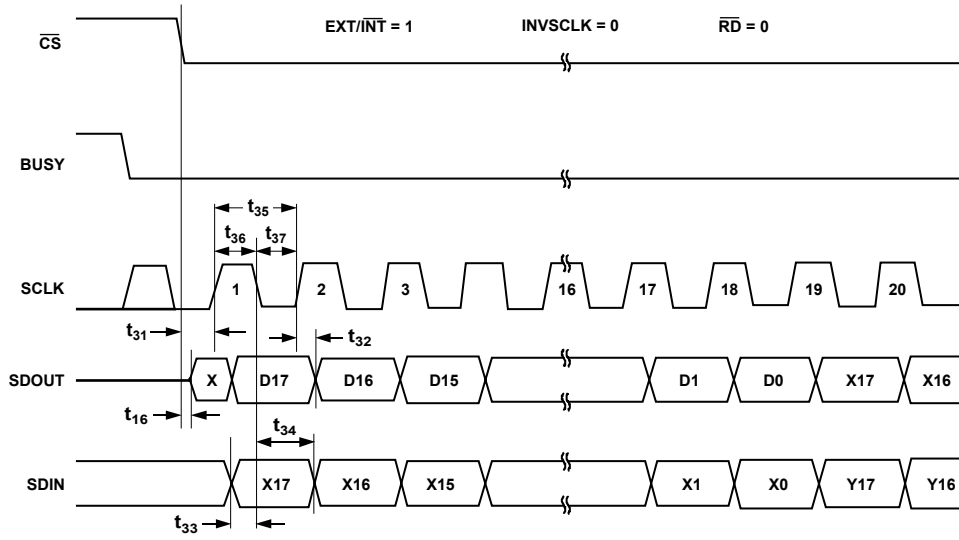 EXT/INT = 1 INVSCLK = 0 RD = 0
CS
BUSY
t35
t36 t37
SCLK 1 2 3 16 17 18 19 20
t31 t32
SDOUT X D17 D16 D15 D1 D0 X17 X16
t16 t34
SDIN X17 X16 X15 X1 X0 Y17 Y16
t33